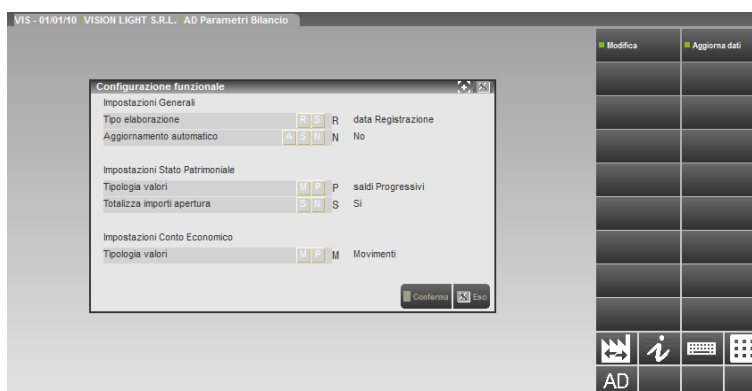 VIS - 01/01/10 VISION LIGHT S.R.L. AD Parametri Bilancio
Modifica Aggiorna dati
Configurazione funzionale
Impostazioni Generali
Tipo elaborazione R S R data Registrazione
Aggiornamento automatico A S N N No
Impostazioni Stato Patrimoniale
Tipologia valori M P P saldi Progressivi
Totalizza importi apertura S N S Si
Impostazioni Conto Economico
Tipologia valori M P M Movimenti
Conferma Esc
i
AD